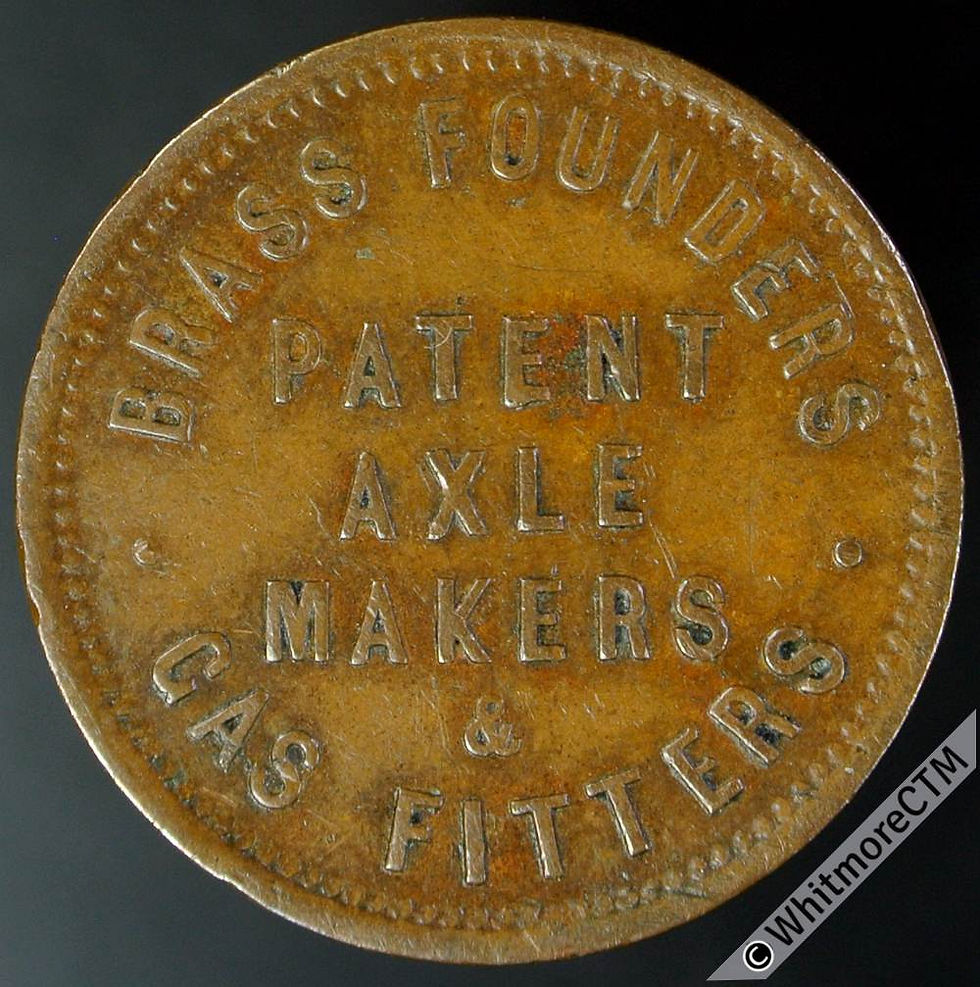 BRASS FOUNDERS
PATENT
AXLE
MAKERS
&
GAS FITTERS
© WhitmoreCTM